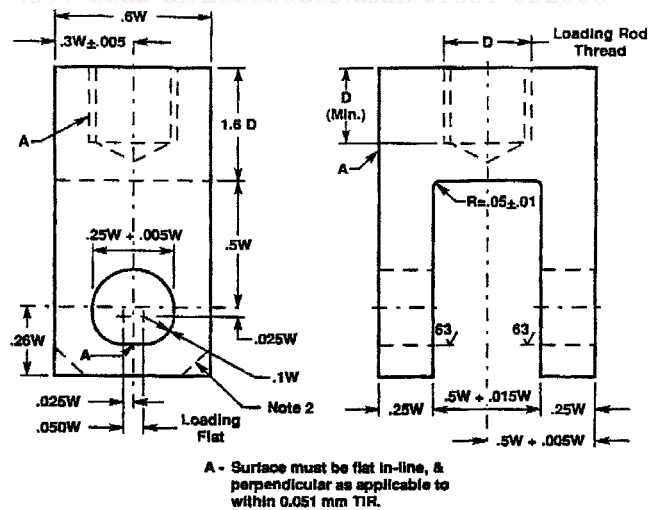 .6W
.3W±.005
D
Loading Rod
Thread
D
(Min.)
1.6 D
A
A
R=.05±.01
.25W + .005W
.5W
.26W
.025W
63
63
A
.1W
.025W
Note 2
.050W
Loading
Flat
.25W
.5W + .015W
.25W
.5W + .005W
A - Surface must be flat in-line, &
perpendicular as applicable to
within 0.051 mm TIR.